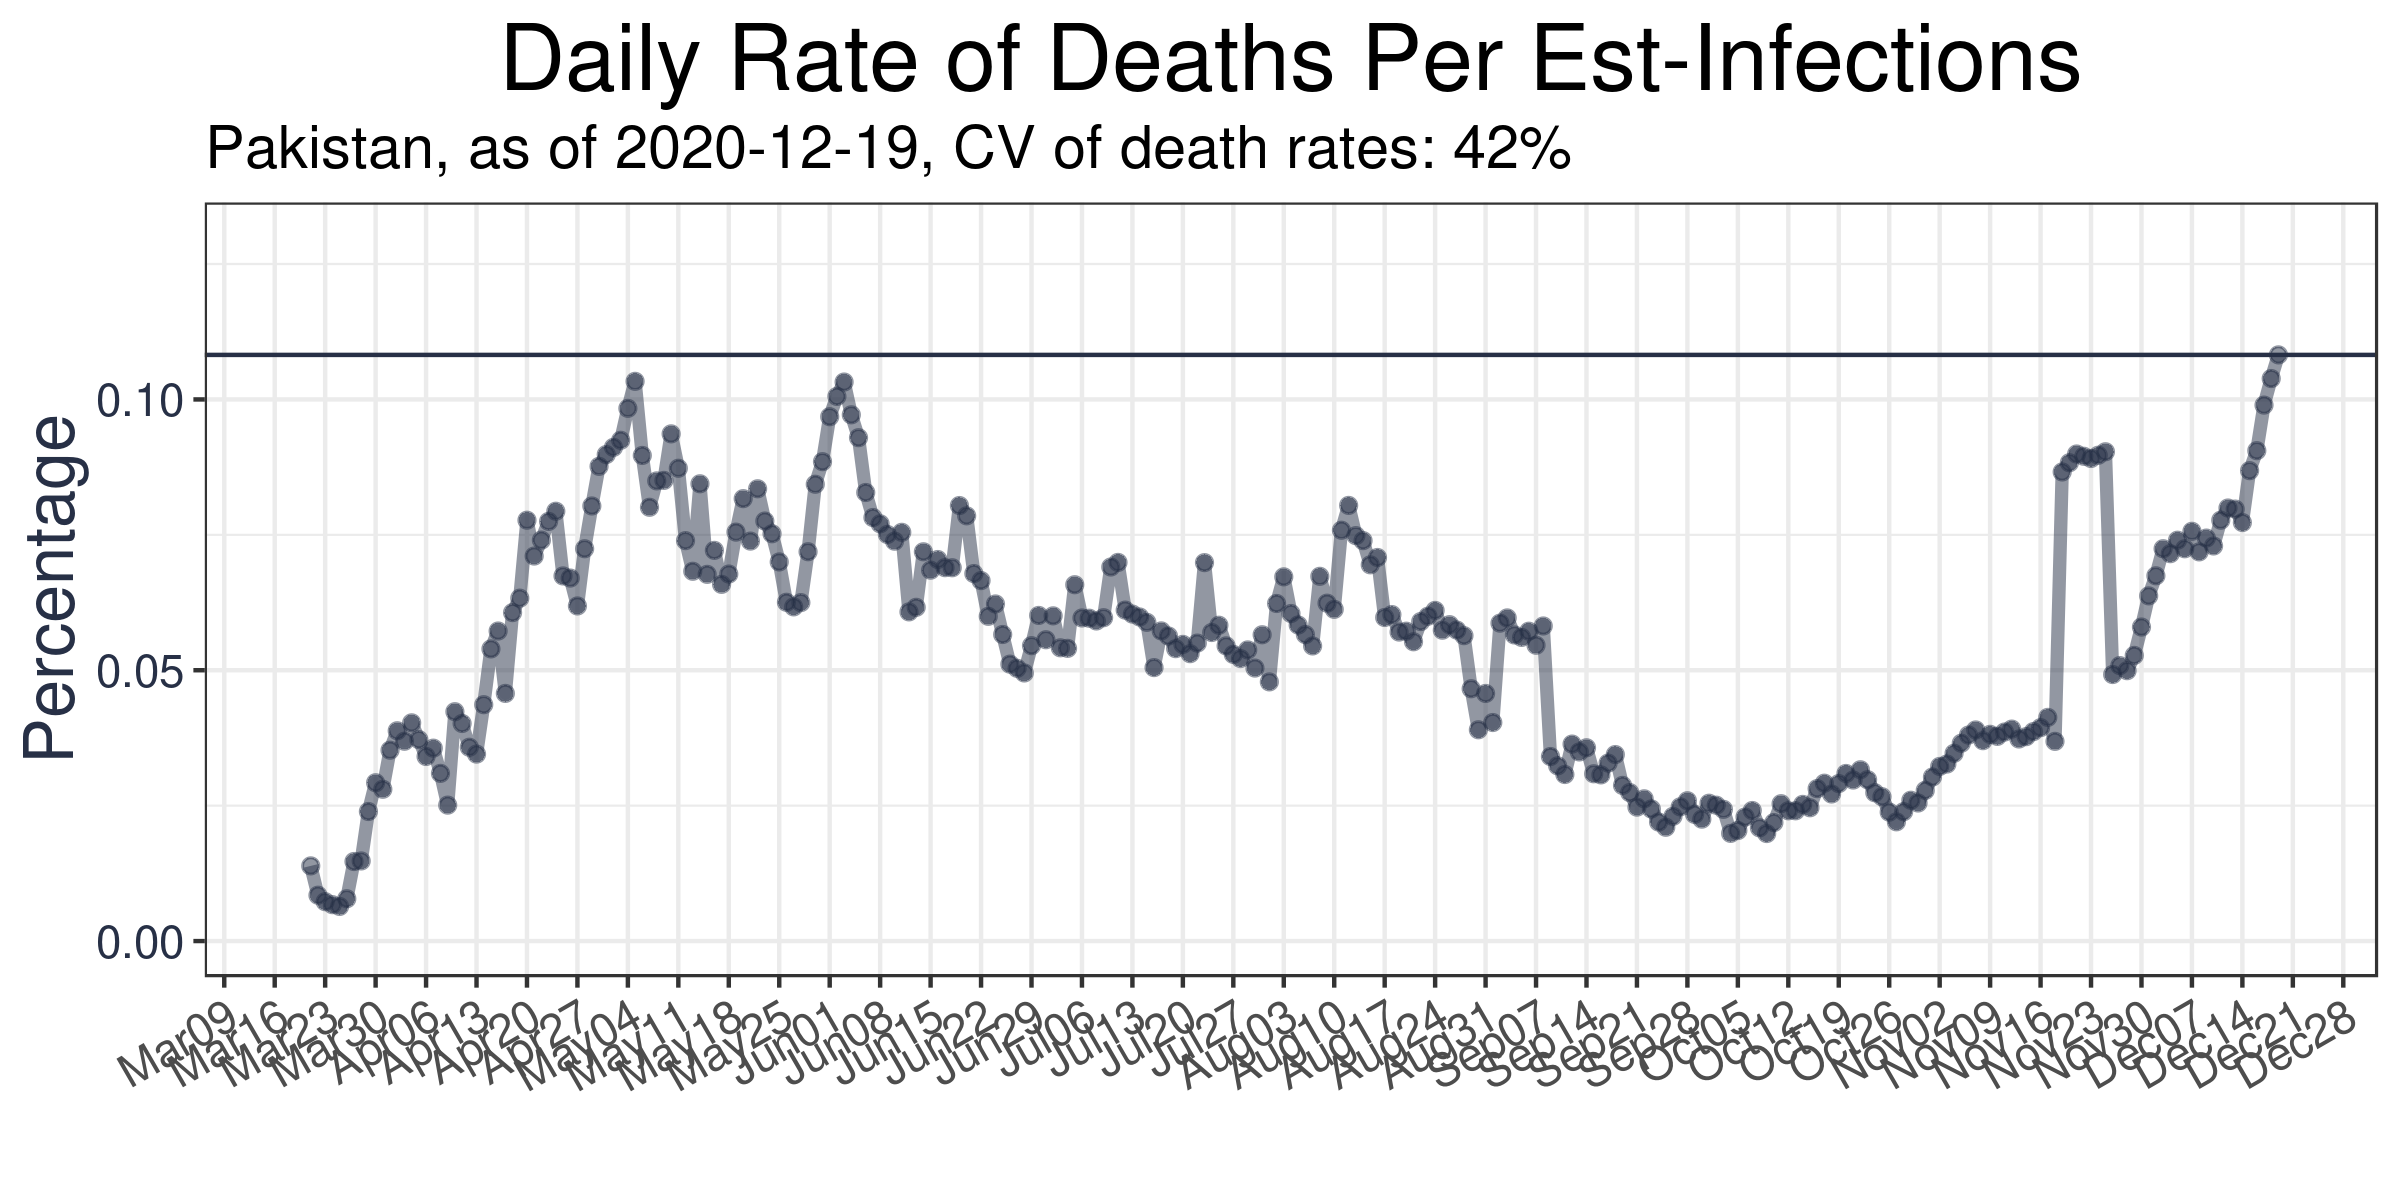 Daily Rate of Deaths Per Est-Infections
Pakistan, as of 2020-12-19, CV of death rates: 42%
Percentage
0.10
0.05
0.00
Mar09
Mar16
Mar23
Mar30
Apr06
Apr13
Apr20
Apr27
May04
May11
May18
May25
Jun01
Jun08
Jun15
Jun22
Jun29
Jul06
Jul13
Jul20
Jul27
Aug03
Aug10
Aug17
Aug24
Aug31
Sep07
Sep14
Sep21
Sep28
Oct05
Oct12
Oct19
Oct26
Nov02
Nov09
Nov16
Nov23
Nov30
Dec07
Dec14
Dec21
Dec28